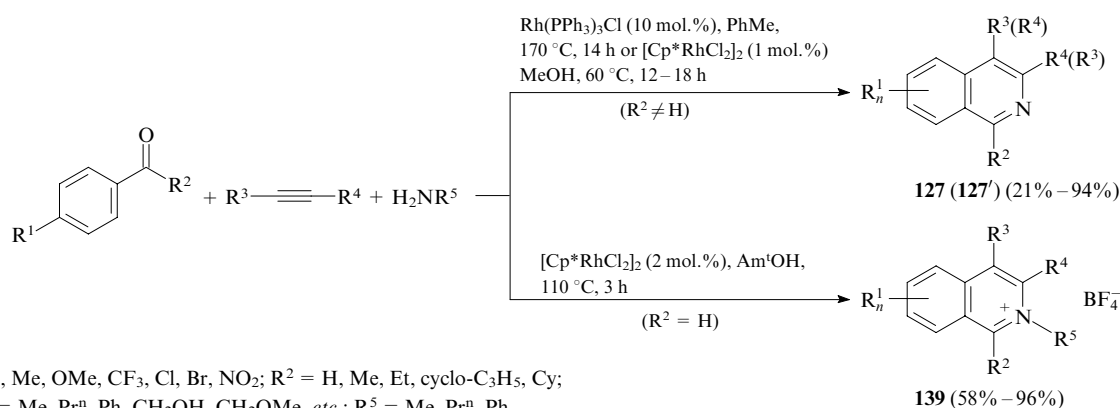 Rh(PPh₃)₃Cl (10 mol.%), PhMe,
170 °C, 14 h or [Cp*RhCl₂]₂ (1 mol.%)
MeOH, 60 °C, 12–18 h
(R² ≠ H)
R³(R⁴)
R⁴(R³)
R¹ₙ
N
R²
127 (127′) (21%–94%)
O
R²
R¹
+ R³ R⁴ + H₂NR⁵
[Cp*RhCl₂]₂ (2 mol.%), AmᵗOH,
110 °C, 3 h
(R² = H)
R³
R⁴
R¹ₙ
+
N
R⁵
R²
BF₄⁻
139 (58%–96%)
, Me, OMe, CF₃, Cl, Br, NO₂; R² = H, Me, Et, cyclo-C₃H₅, Cy;
= Me, Prⁿ, Ph, CH₂OH, CH₂OMe, etc.; R⁵ = Me, Prⁿ, Ph